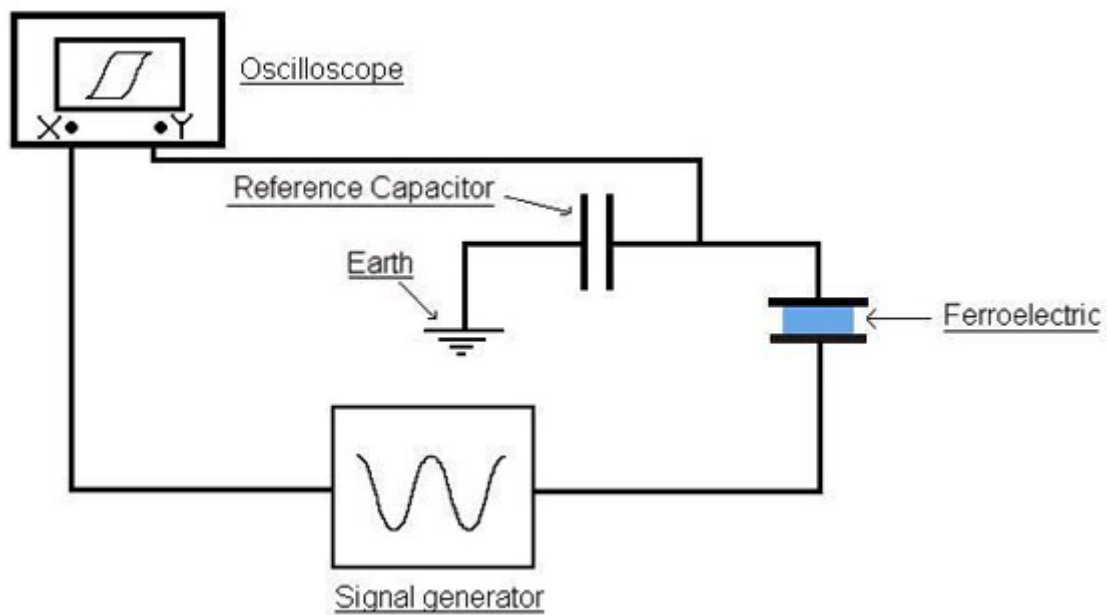 Oscilloscope
X Y
Reference Capacitor
Earth
Ferroelectric
Signal generator